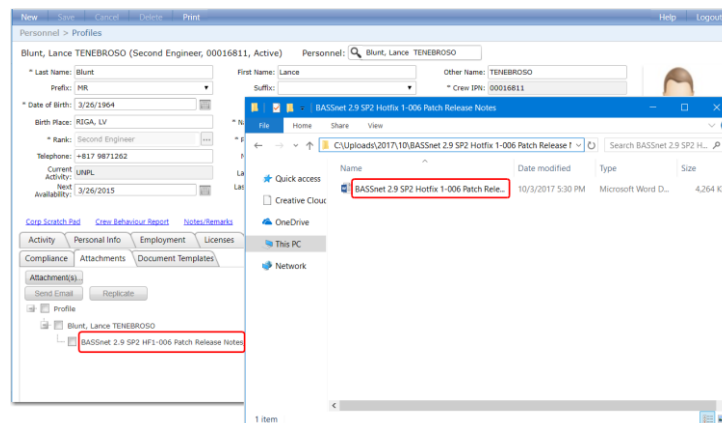 New Save Cancel Delete Print Help Logout
Personnel > Profiles
Blunt, Lance TENEBROSO (Second Engineer, 00016811, Active) Personnel: Blunt, Lance TENEBROSO
* Last Name: Blunt First Name: Lance Other Name: TENEBROSO
Prefix: MR Suffix: * Crew IPN: 00016811
* Date of Birth: 3/26/1964
Birth Place: RIGA, LV
* Rank: Second Engineer
Telephone: +817 9871262
Current Activity: UNPL
Next Availability: 3/26/2015
Corp Scratch Pad Crew Behaviour Report Notes/Remarks
Activity Personal Info Employment Licenses
Compliance Attachments Document Templates
Attachment(s)...
Send Email Replicate
Profile
Blunt, Lance TENEBROSO
BASSnet 2.9 SP2 HF1-006 Patch Release Notes
BASSnet 2.9 SP2 Hotfix 1-006 Patch Release Notes
File Home Share View
C:\Uploads\2017\10\BASSnet 2.9 SP2 Hotfix 1-006 Patch Release Search BASSnet 2.9 SP2 H...
Name Date modified Type Size
Quick access
Creative Cloud
OneDrive
This PC
Network
BASSnet 2.9 SP2 Hotfix 1-006 Patch Rele... 10/3/2017 5:30 PM Microsoft Word D... 4,264 K
1 item